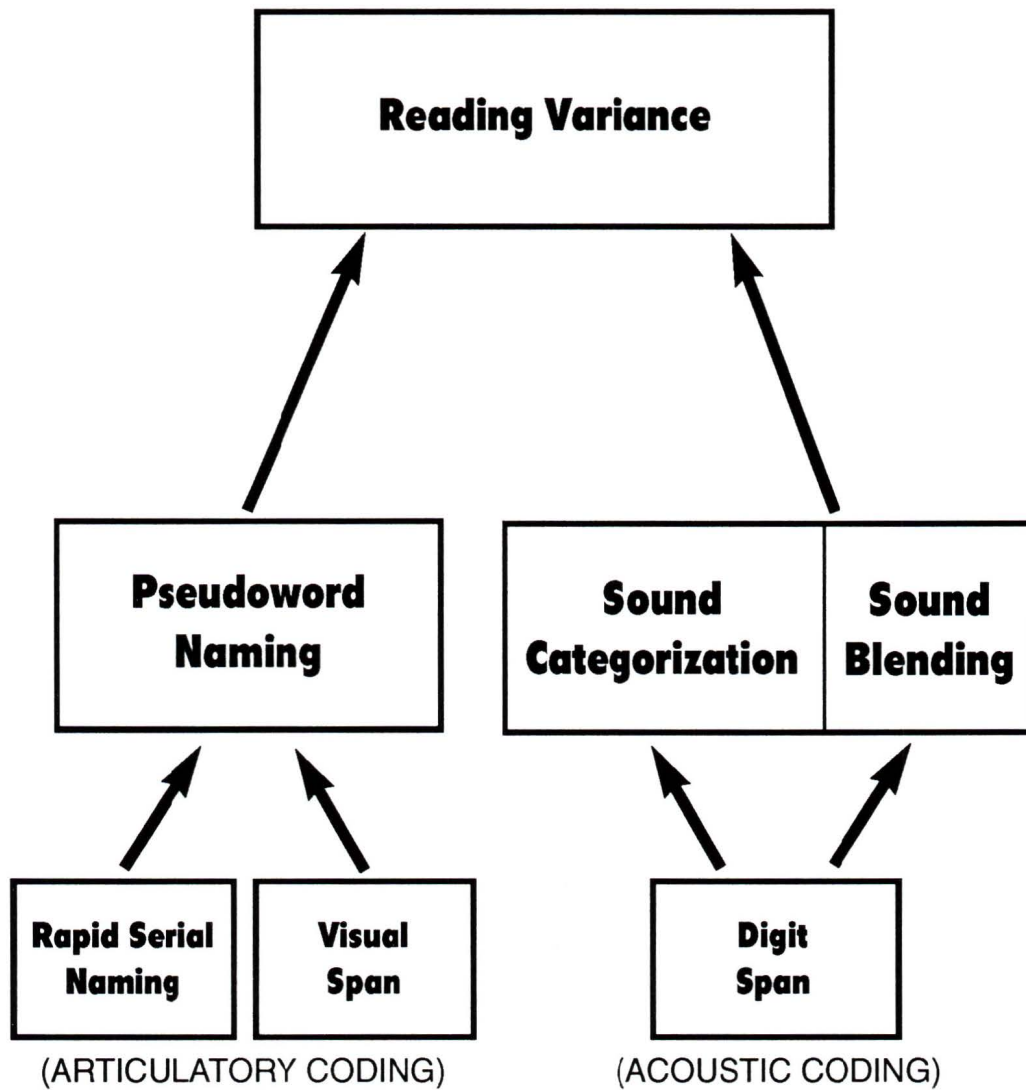 Reading Variance
Pseudoword
Naming
Sound
Categorization
Sound
Blending
Rapid Serial
Naming
Visual
Span
Digit
Span
(ARTICULATORY CODING)
(ACOUSTIC CODING)